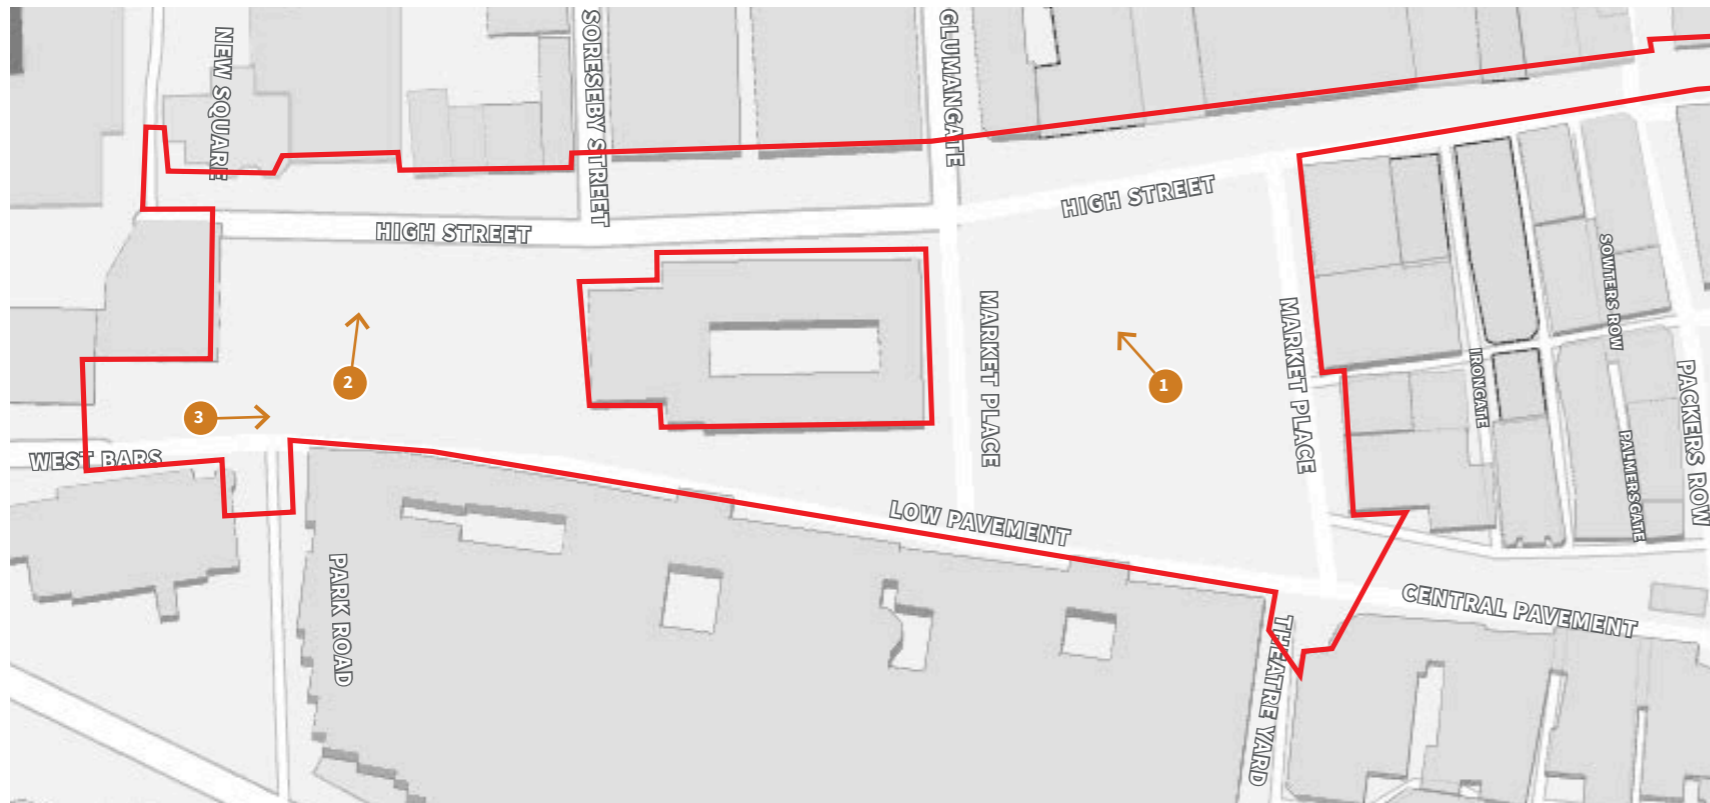 NEW SQUARE
SORESEBY STREET
GLUMANGATE
HIGH STREET
HIGH STREET
MARKET PLACE
MARKET PLACE
SOWTERS ROW
IRONGATE
PACKERS ROW
PALMERSGATE
2
1
3
WEST BARS
LOW PAVEMENT
PARK ROAD
CENTRAL PAVEMENT
THEATRE YARD